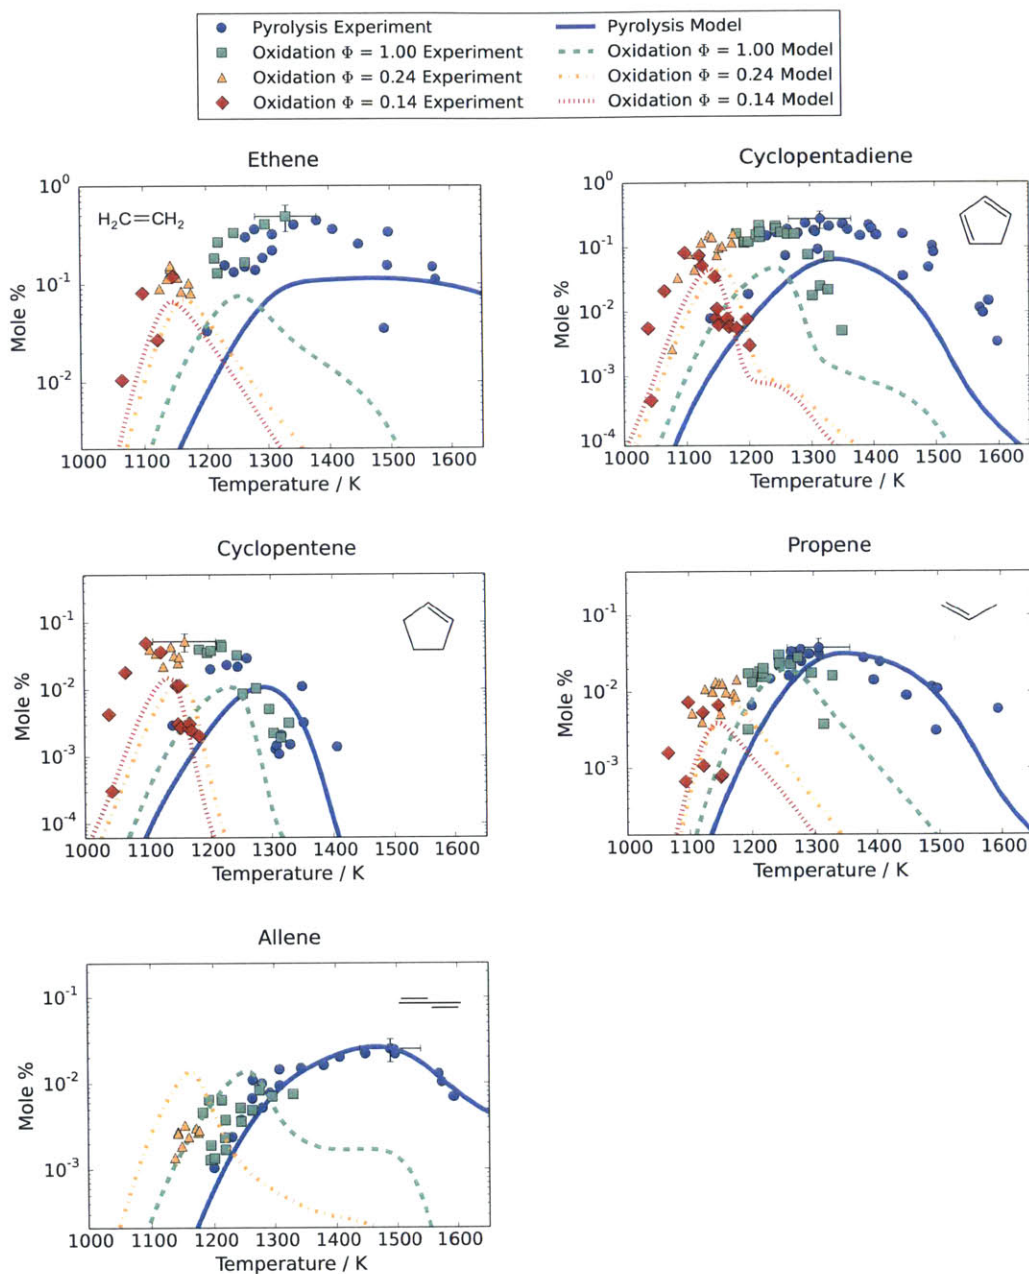 Pyrolysis Experiment
Oxidation Φ = 1.00 Experiment
Oxidation Φ = 0.24 Experiment
Oxidation Φ = 0.14 Experiment
Pyrolysis Model
Oxidation Φ = 1.00 Model
Oxidation Φ = 0.24 Model
Oxidation Φ = 0.14 Model
Ethene
10⁰
10⁻¹
10⁻²
Mole %
H₂C=CH₂
1000 1100 1200 1300 1400 1500 1600
Temperature / K
Cyclopentadiene
10⁰
10⁻¹
10⁻²
10⁻³
10⁻⁴
Mole %
1000 1100 1200 1300 1400 1500 1600
Temperature / K
Cyclopentene
10⁻¹
10⁻²
10⁻³
10⁻⁴
Mole %
1000 1100 1200 1300 1400 1500 1600
Temperature / K
Propene
10⁻¹
10⁻²
10⁻³
Mole %
1000 1100 1200 1300 1400 1500 1600
Temperature / K
Allene
10⁻¹
10⁻²
10⁻³
Mole %
1000 1100 1200 1300 1400 1500 1600
Temperature / K